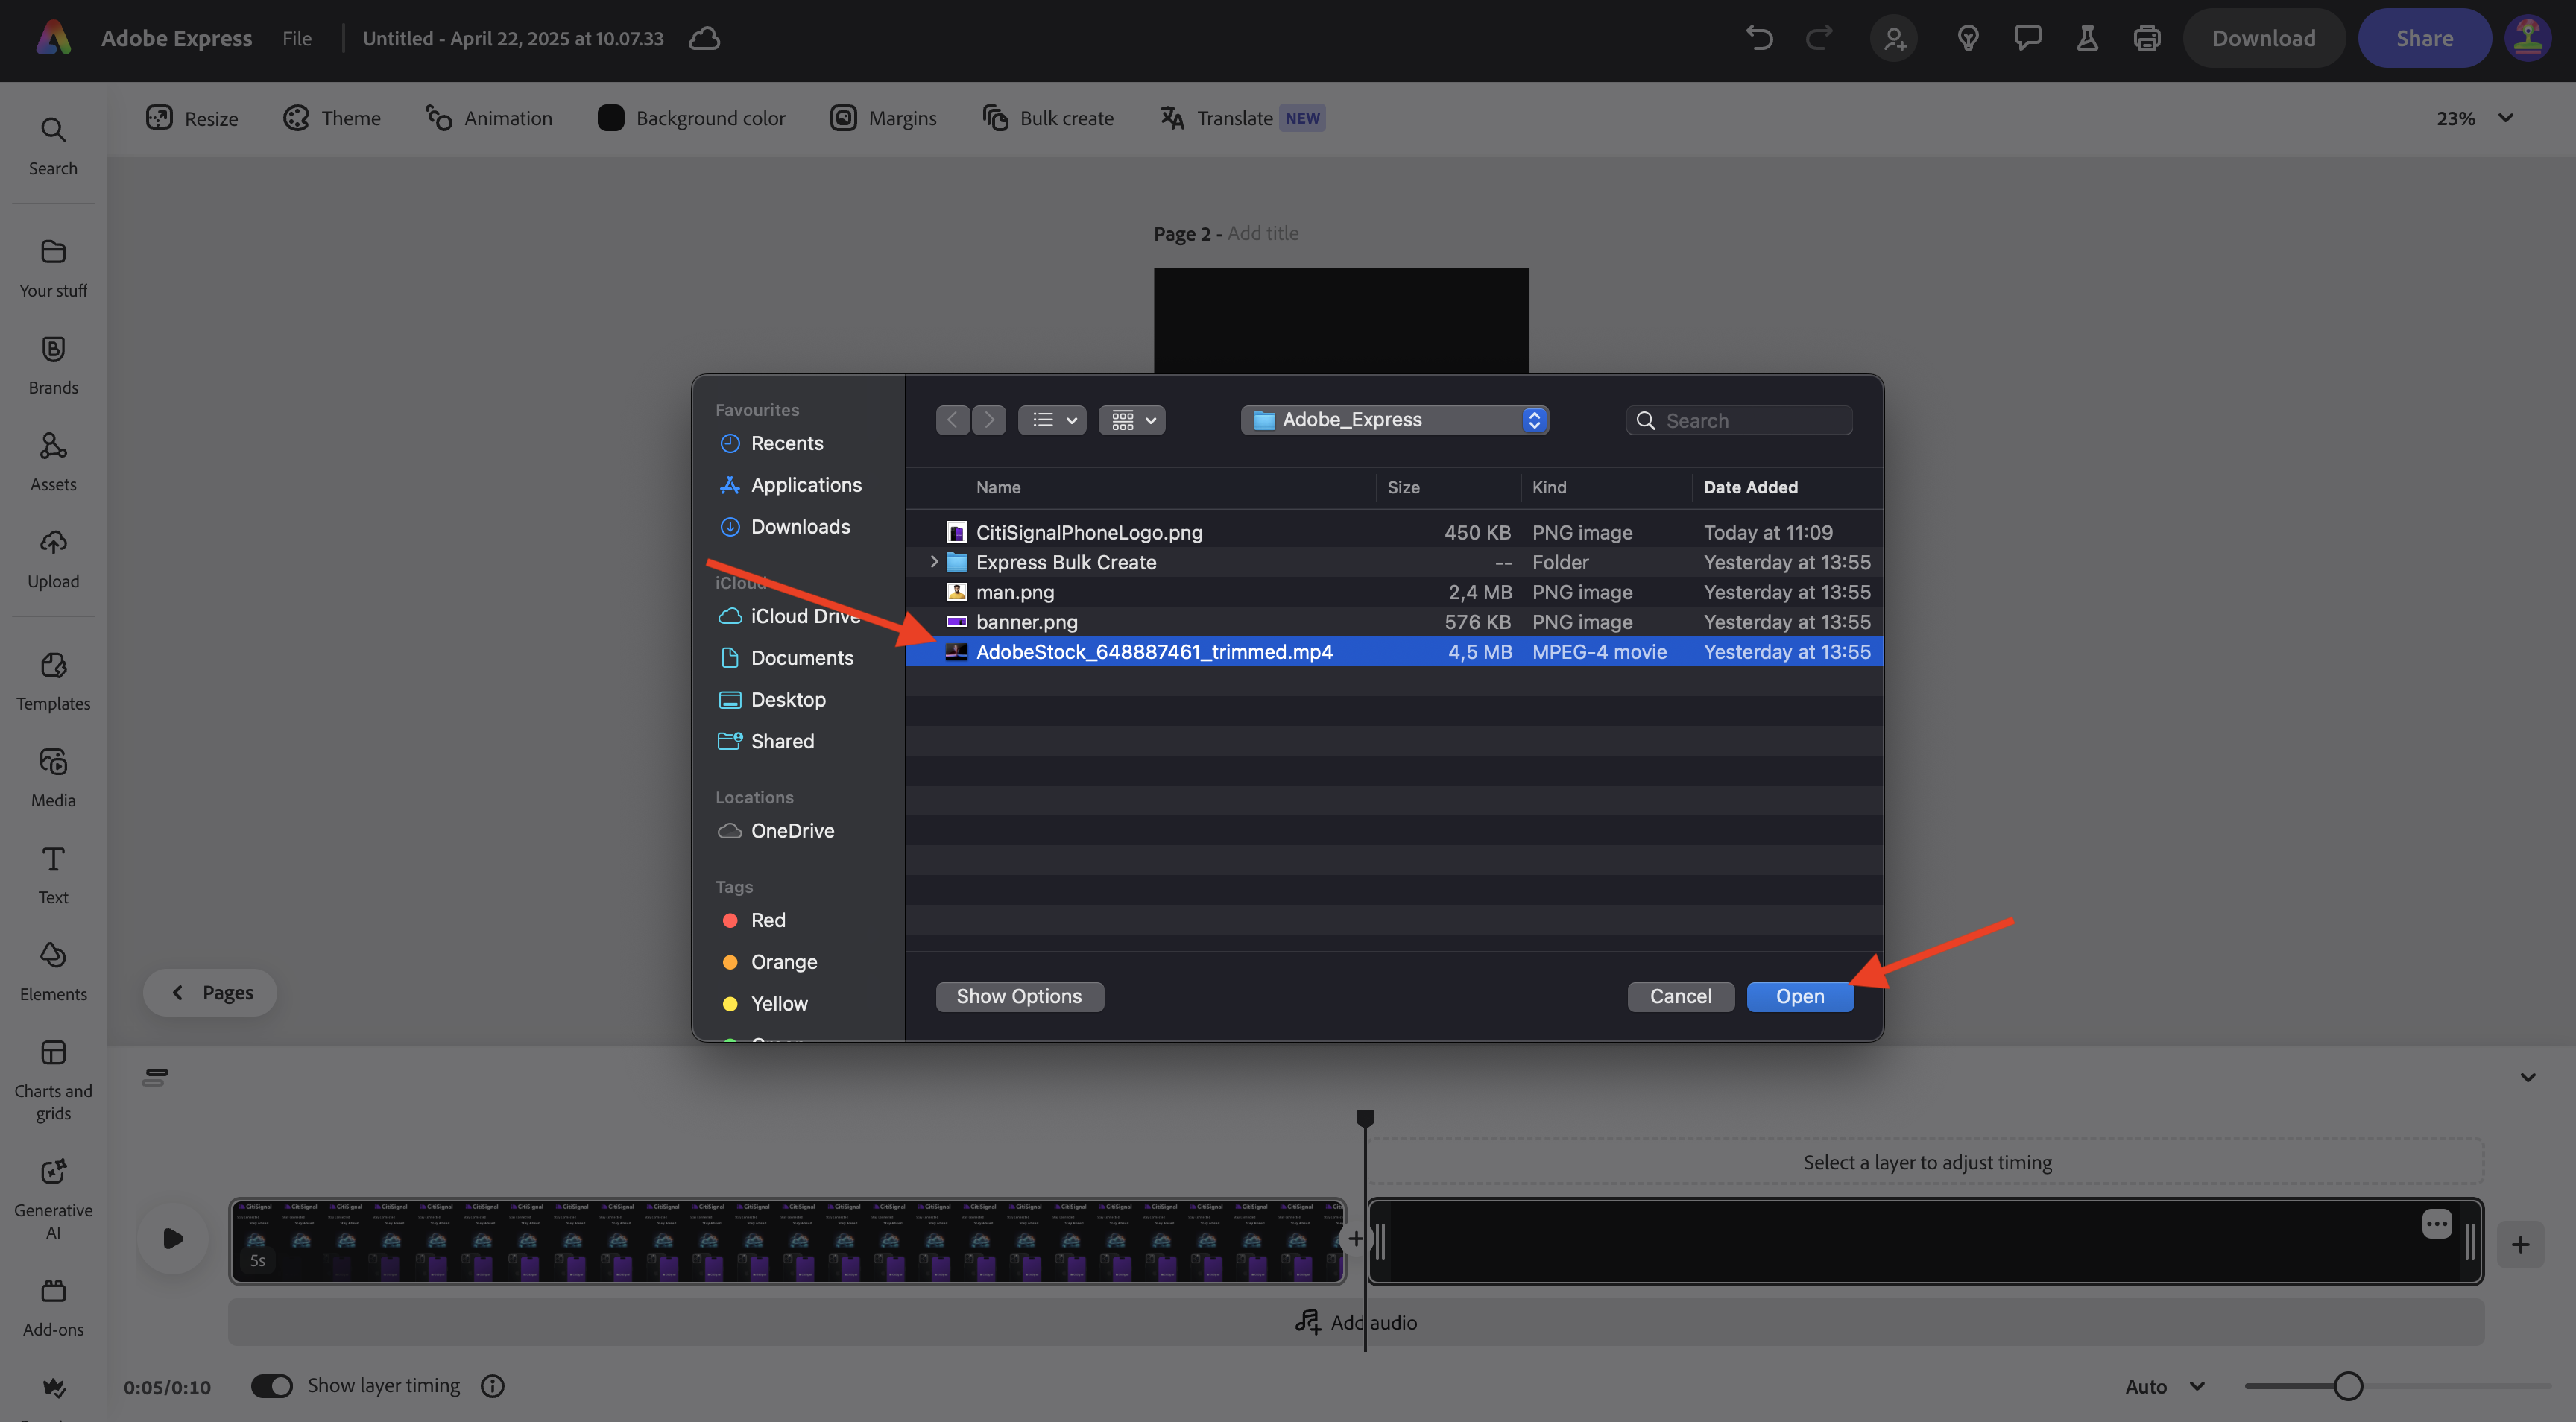 Adobe Express File Untitled - April 22, 2025 at 10.07.33 Download Share
Resize Theme Animation Background color Margins Bulk create Translate NEW 23%
Search
Your stuff
Brands
Assets
Upload
Templates
Media
Text
Elements
Charts and
grids
Generative
AI
Add-ons
Page 2 - Add title
Favourites
Recents
Applications
Downloads
iCloud
iCloud Drive
Documents
Desktop
Shared
Locations
OneDrive
Tags
Red
Orange
Yellow
Adobe_Express Search
Name Size Kind Date Added
CitiSignalPhoneLogo.png 450 KB PNG image Today at 11:09
Express Bulk Create -- Folder Yesterday at 13:55
man.png 2,4 MB PNG image Yesterday at 13:55
banner.png 576 KB PNG image Yesterday at 13:55
AdobeStock_648887461_trimmed.mp4 4,5 MB MPEG-4 movie Yesterday at 13:55
Show Options Cancel Open
Pages
Select a layer to adjust timing
5s
Add audio
0:05/0:10 Show layer timing Auto